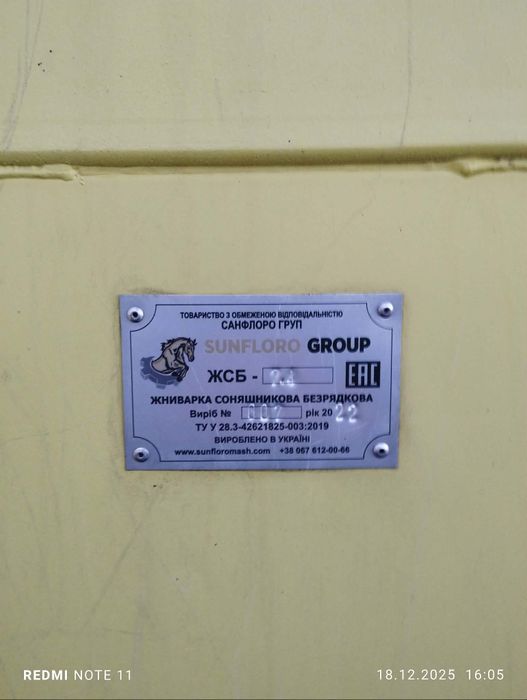 ТОВАРИСТВО З ОБМЕЖЕНОЮ ВІДПОВІДАЛЬНІСТЮ
САНФЛОРО ГРУП
SUNFLORO GROUP
ЖСБ -
EAC
ЖНИВАРКА СОНЯШНИКОВА БЕЗРЯДКОВА
Виріб № рік 2022
ТУ У 28.3-42621825-003:2019
ВИРОБЛЕНО В УКРАЇНІ
www.sunfloromash.com +38 067 612-00-66
REDMI NOTE 11 18.12.2025 16:05